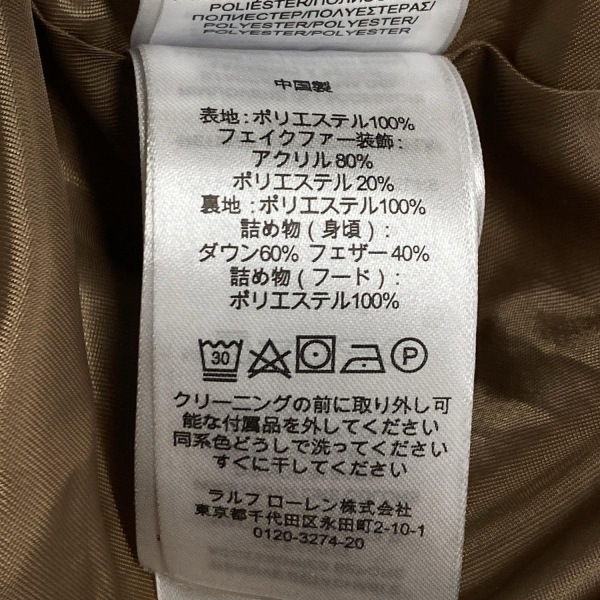 POLIÉSTER/
ПОЛИЕСТЕР/ΠΟΛΥΕΣΤΕΡΑΣ/
POLYESTER/POLYESTER/
POLYESTER/POLYESTER
中国製
表地:ポリエステル100%
フェイクファー装飾:
アクリル80%
ポリエステル20%
裏地:ポリエステル100%
詰め物(身頃):
ダウン60% フェザー40%
詰め物(フード):
ポリエステル100%
30
P
クリーニングの前に取り外し可
能な付属品を外してください
同系色どうしで洗ってください
すぐに干してください
ラルフ ローレン株式会社
東京都千代田区永田町2-10-1
0120-3274-20